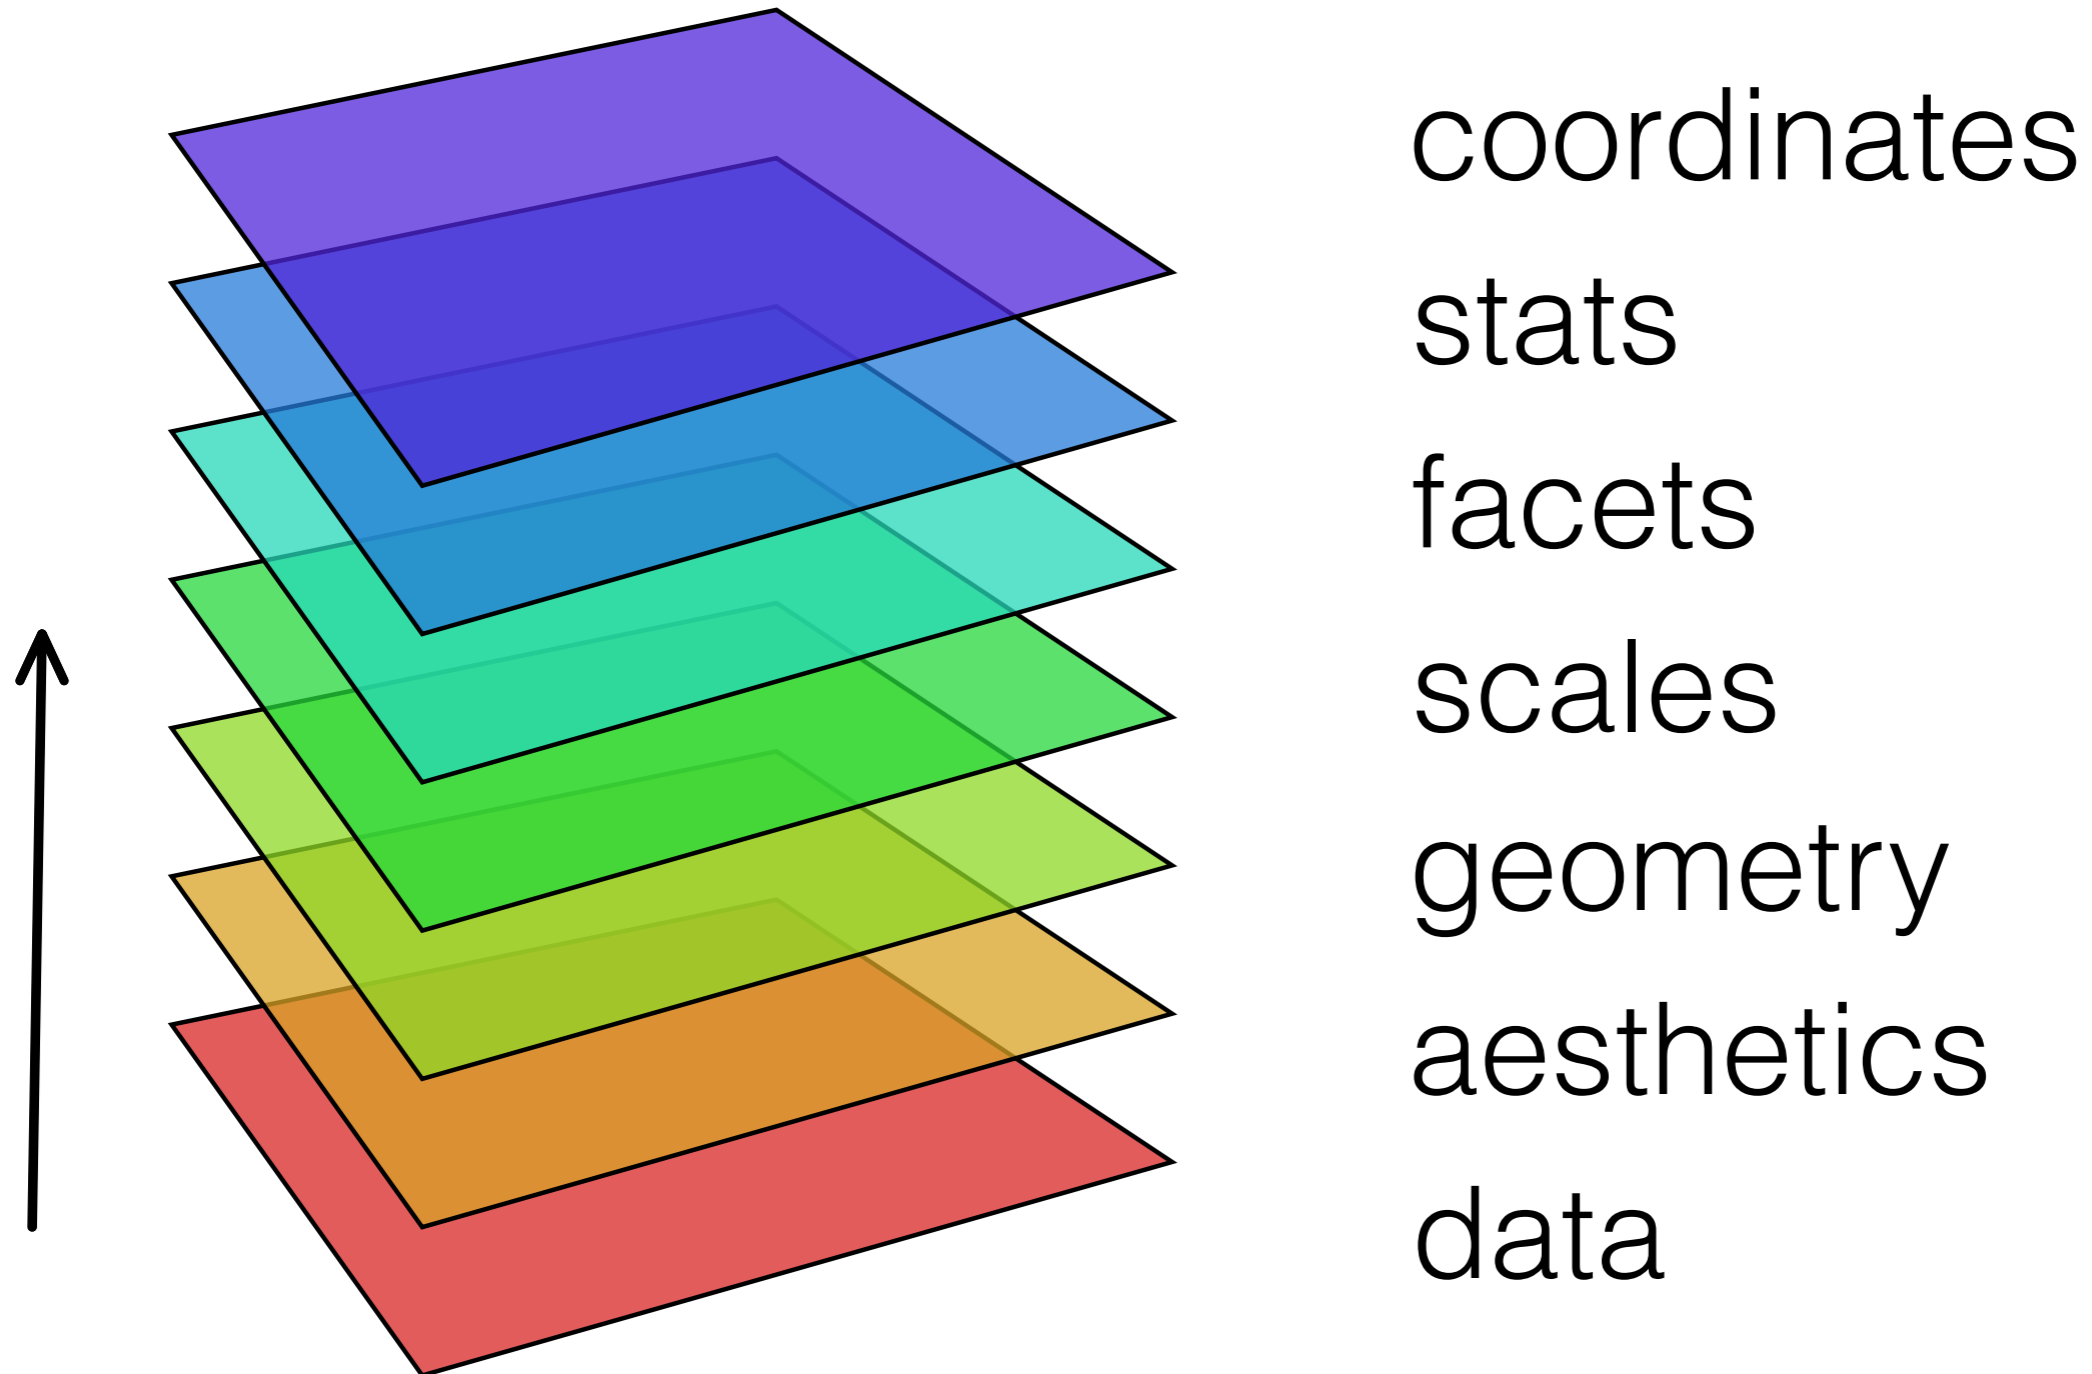 coordinates
stats
facets
scales
geometry
aesthetics
data